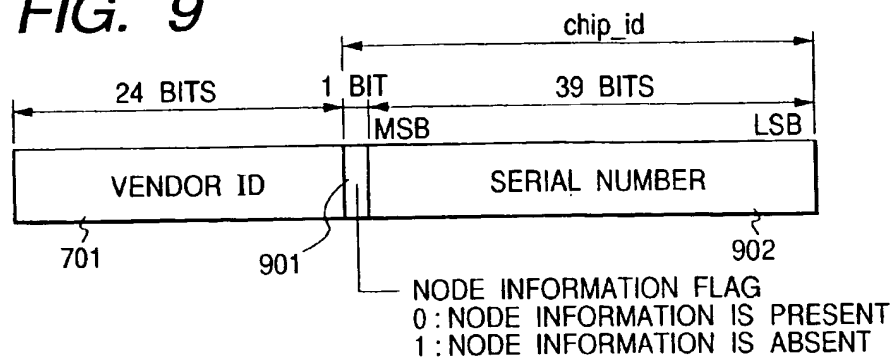 FIG. 9
chip_id
24 BITS 1 BIT 39 BITS
MSB LSB
VENDOR ID SERIAL NUMBER
701 901 902
NODE INFORMATION FLAG
0 : NODE INFORMATION IS PRESENT
1 : NODE INFORMATION IS ABSENT